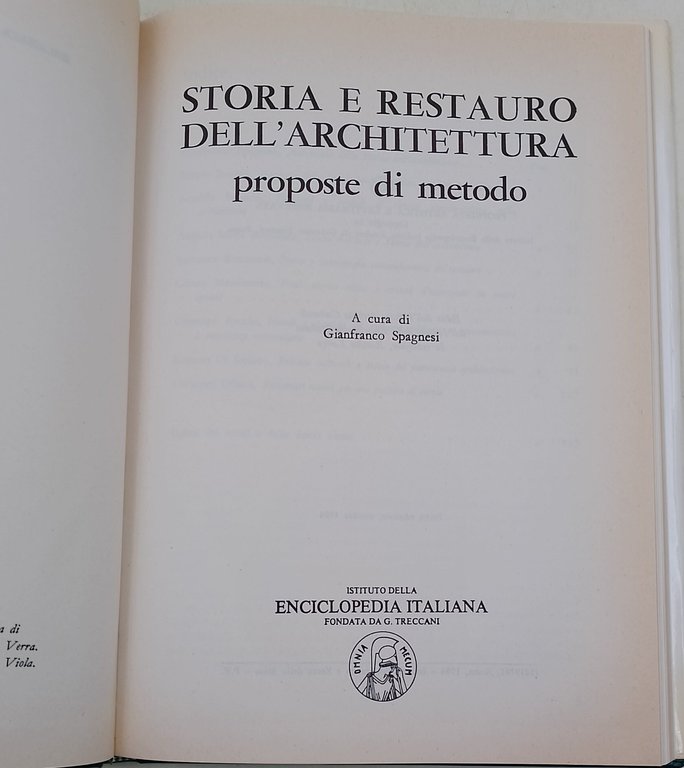 a di
Verra.
Viola.
STORIA E RESTAURO
DELL'ARCHITETTURA
proposte di metodo
A cura di
Gianfranco Spagnesi
ISTITUTO DELLA
ENCICLOPEDIA ITALIANA
FONDATA DA G. TRECCANI
OMNIA MECUM